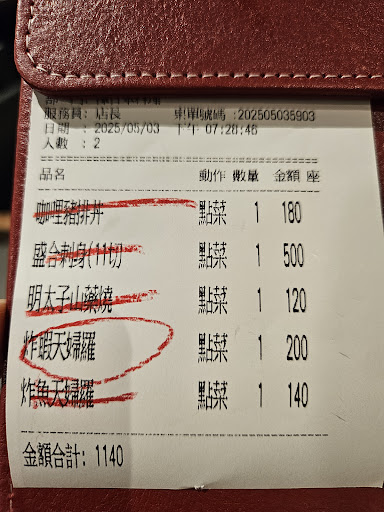 服務員: 店長 東單號碼 :202505035903
日期 : 2025/05/03 下午 07:28:46
人數 : 2
品名 動作 數量 金額 座
咖哩豬排丼 點菜 1 180
盛合刺身(11切) 點菜 1 500
明太子山藥燒 點菜 1 120
炸蝦天婦羅 點菜 1 200
炸魚天婦羅 點菜 1 140
金額合計: 1140